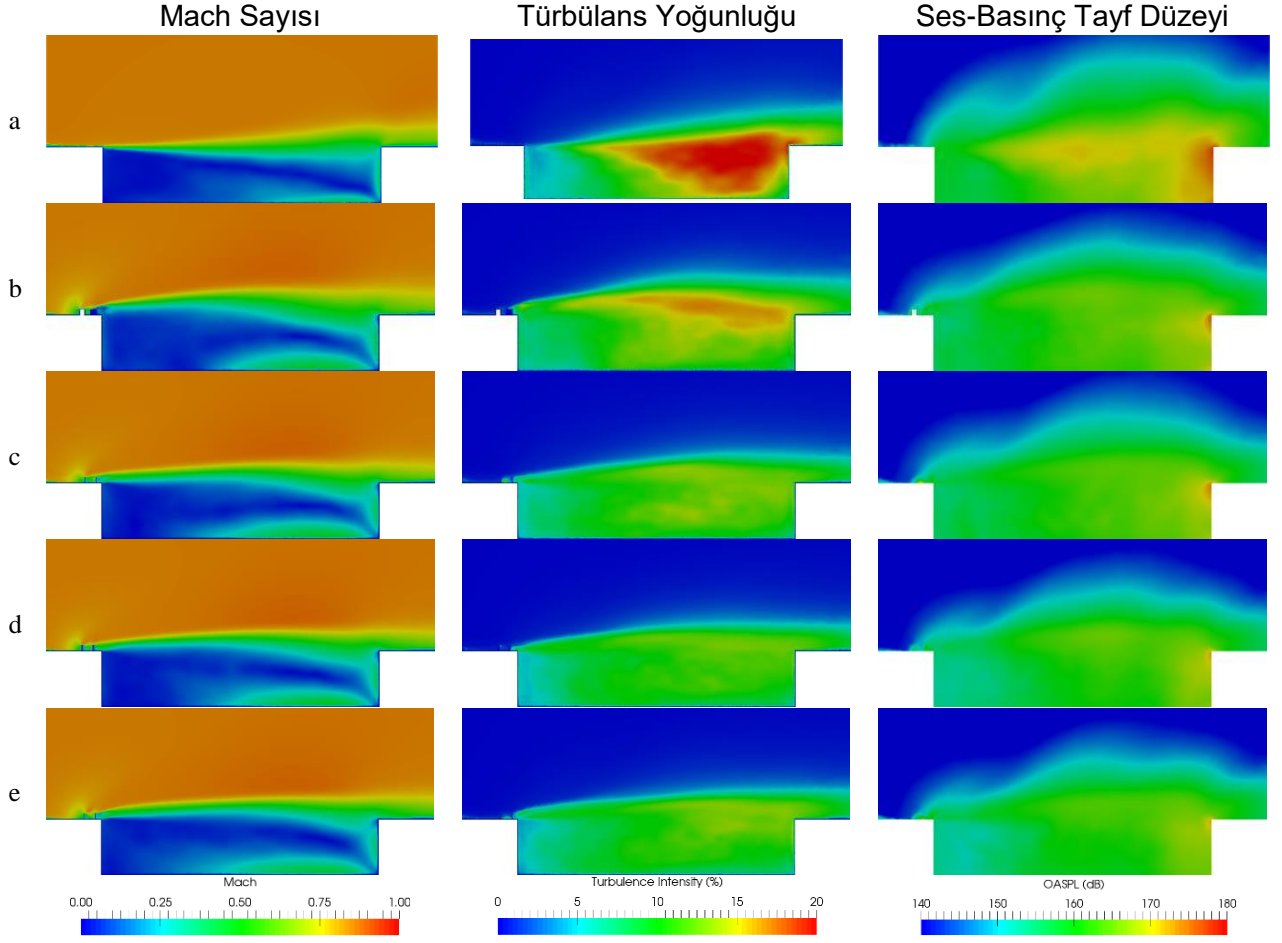 Mach Sayısı Türbülans Yoğunluğu Ses-Basınç Tayf Düzeyi
a
b
c
d
e
Mach Turbulence Intensity (%) OASPL (dB)
0.00 0.25 0.50 0.75 1.00 0 5 10 15 20 140 150 160 170 180